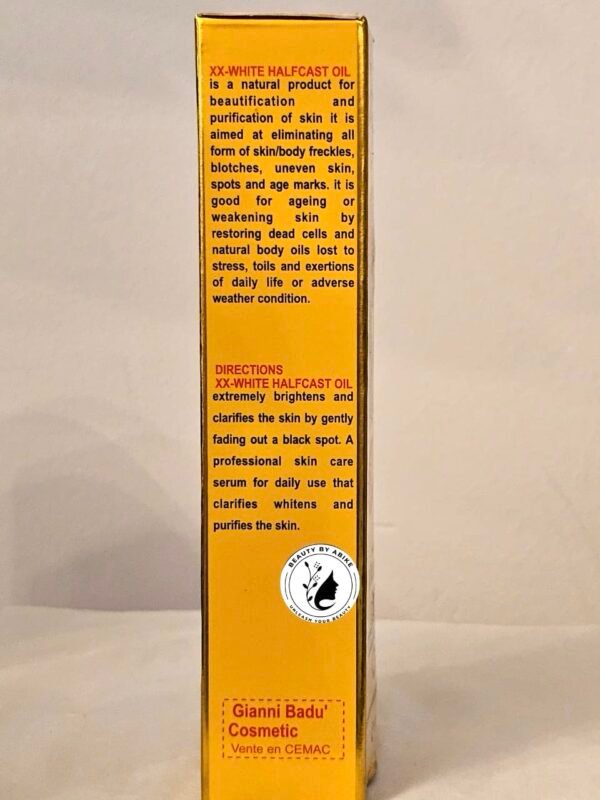 XX-WHITE HALFCAST OIL
is a natural product for
beautification and
purification of skin it is
aimed at eliminating all
form of skin/body freckles,
blotches, uneven skin,
spots and age marks. it is
good for ageing or
weakening skin by
restoring dead cells and
natural body oils lost to
stress, toils and exertions
of daily life or adverse
weather condition.
DIRECTIONS
XX-WHITE HALFCAST OIL
extremely brightens and
clarifies the skin by gently
fading out a black spot. A
professional skin care
serum for daily use that
clarifies whitens and
purifies the skin.
BEAUTY BY ABIKE
UNLEASH YOUR BEAUTY
Gianni Badu'
Cosmetic
Vente en CEMAC